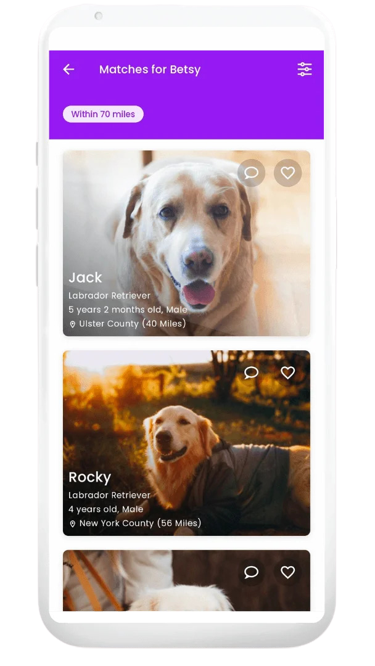 Matches for Betsy
Within 70 miles
Jack
Labrador Retriever
5 years 2 months old, Male
Ulster County (40 Miles)
Rocky
Labrador Retriever
4 years old, Male
New York County (56 Miles)